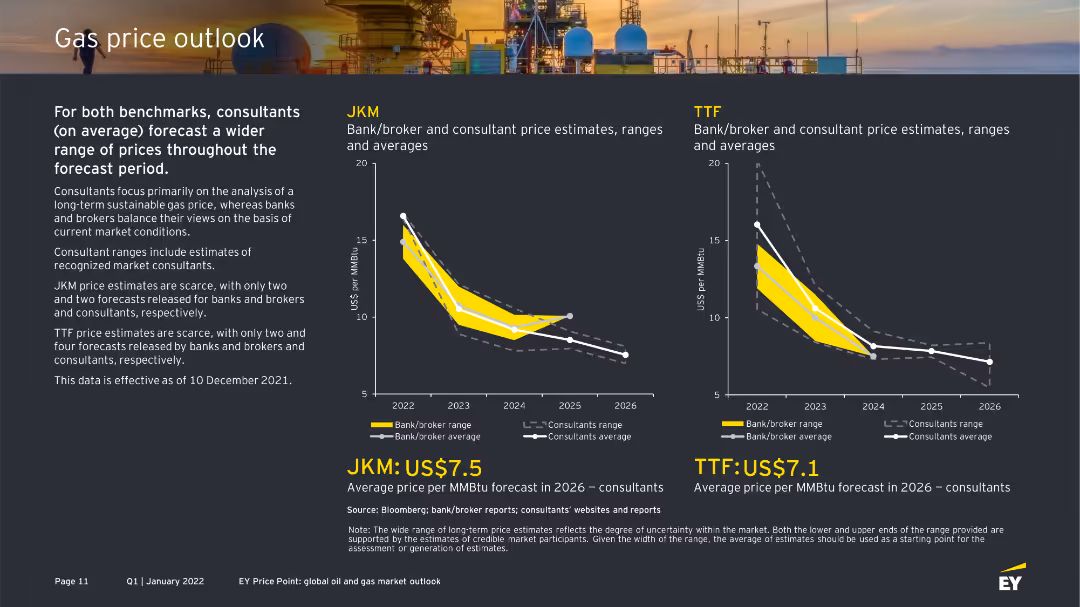 Gas price outlook
For both benchmarks, consultants
(on average) forecast a wider
range of prices throughout the
forecast period.
Consultants focus primarily on the analysis of a
long-term sustainable gas price, whereas banks
and brokers balance their views on the basis of
current market conditions.
Consultant ranges include estimates of
recognized market consultants.
JKM price estimates are scarce, with only two
and two forecasts released for banks and brokers
and consultants, respectively.
TTF price estimates are scarce, with only two and
four forecasts released by banks and brokers and
consultants, respectively.
This data is effective as of 10 December 2021.
JKM
Bank/broker and consultant price estimates, ranges
and averages
20
15
10
5
US$ per MMBtu
2022 2023 2024 2025 2026
Bank/broker range
Consultants range
Bank/broker average
Consultants average
JKM: US$7.5
Average price per MMBtu forecast in 2026 – consultants
TTF
Bank/broker and consultant price estimates, ranges
and averages
20
15
10
5
US$ per MMBtu
2022 2023 2024 2025 2026
Bank/broker range
Consultants range
Bank/broker average
Consultants average
TTF: US$7.1
Average price per MMBtu forecast in 2026 – consultants
Source: Bloomberg; bank/broker reports; consultants' websites and reports
Note: The wide range of long-term price estimates reflects the degree of uncertainty within the market. Both the lower and upper ends of the range provided are
supported by the estimates of credible market participants. Given the width of the range, the average of estimates should be used as a starting point for the
assessment or generation of estimates.
Page 11 Q1 | January 2022 EY Price Point: global oil and gas market outlook
EY